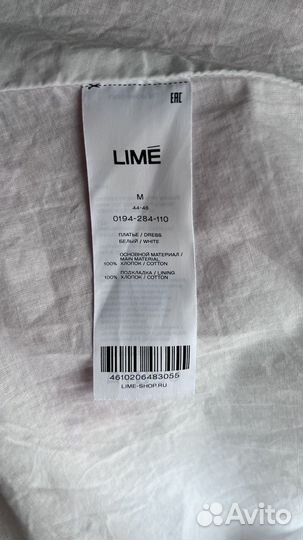 EAC
LIMÉ
M
44-46
0194-284-110
ПЛАТЬЕ / DRESS
БЕЛЫЙ / WHITE
ОСНОВНОЙ МАТЕРИАЛ /
MAIN MATERIAL
100% ХЛОПОК / COTTON
ПОДКЛАДКА / LINING
100% ХЛОПОК / COTTON
4610206483055
LIME-SHOP.RU
Avito